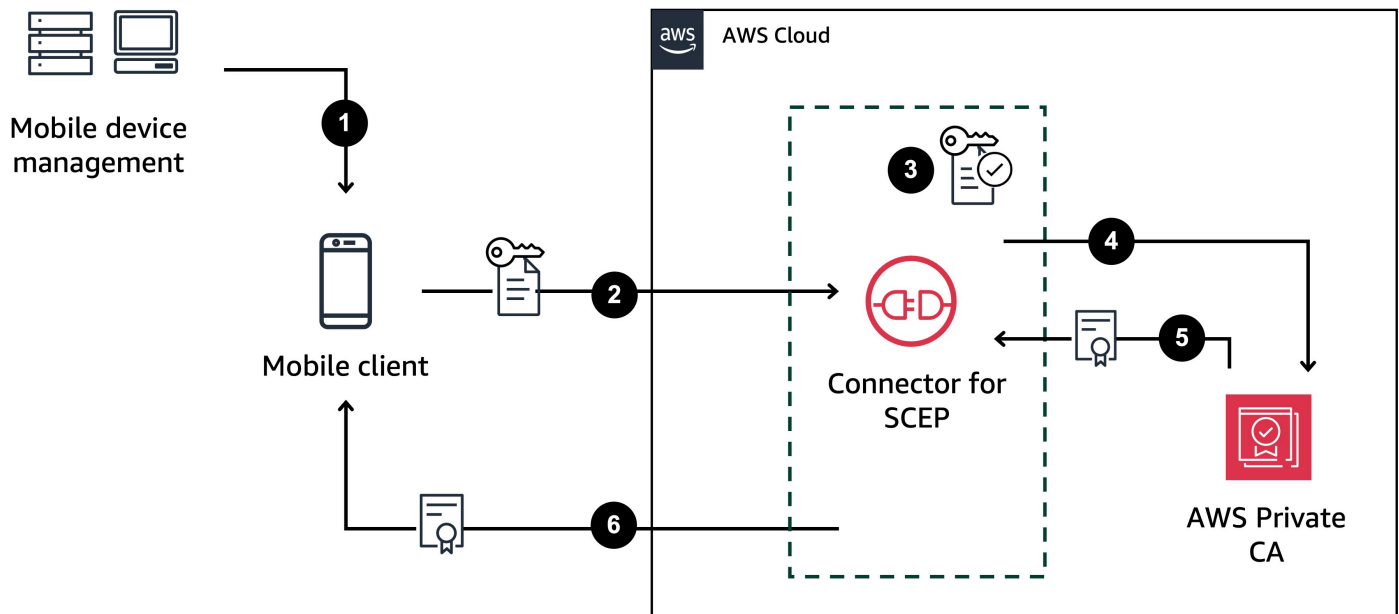 aws
AWS Cloud
Mobile device
management
1
3
4
2
5
Mobile client
Connector for
SCEP
6
AWS Private
CA